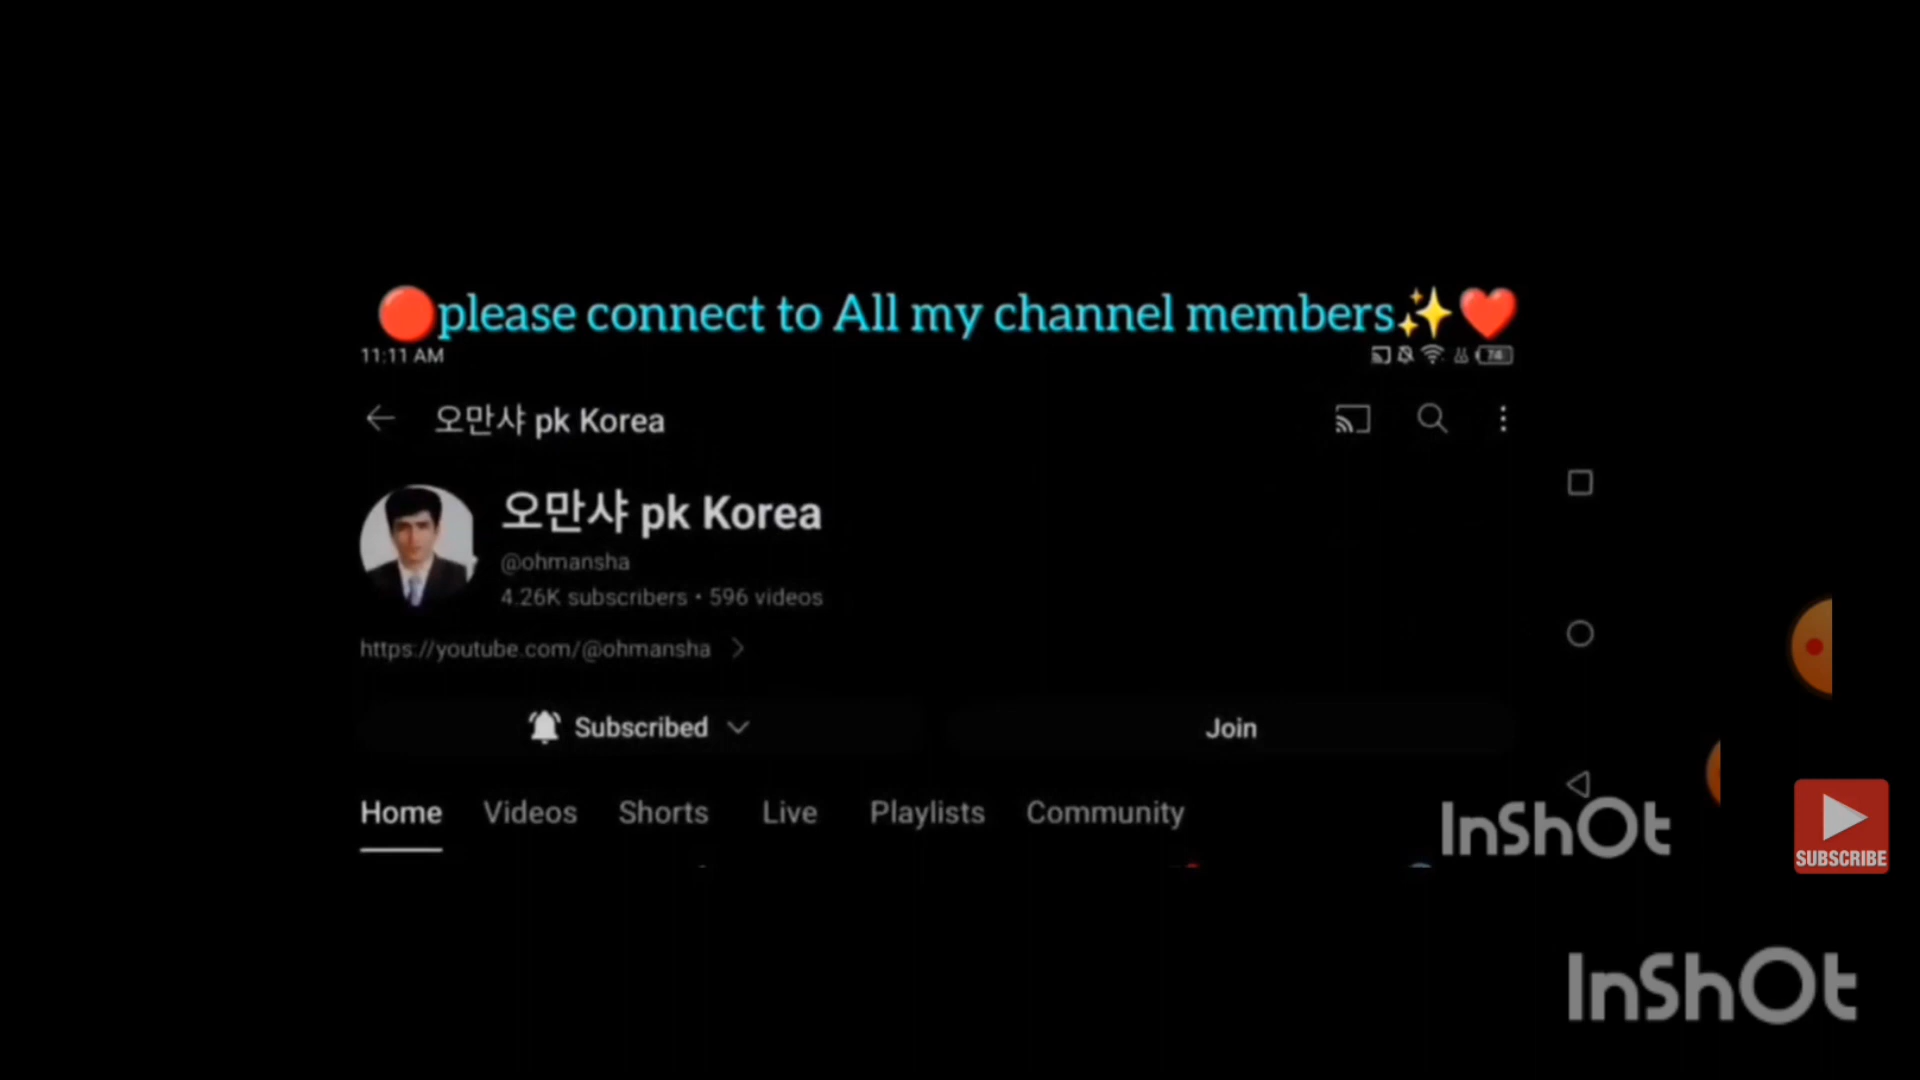 🔴please connect to All my channel members✨❤️
11:11 AM
오만샤 pk Korea
오만샤 pk Korea
@ohmansha
4.26K subscribers • 596 videos
https://youtube.com/@ohmansha
Subscribed
Join
Home Videos Shorts Live Playlists Community
InShOt
SUBSCRIBE
InShOt